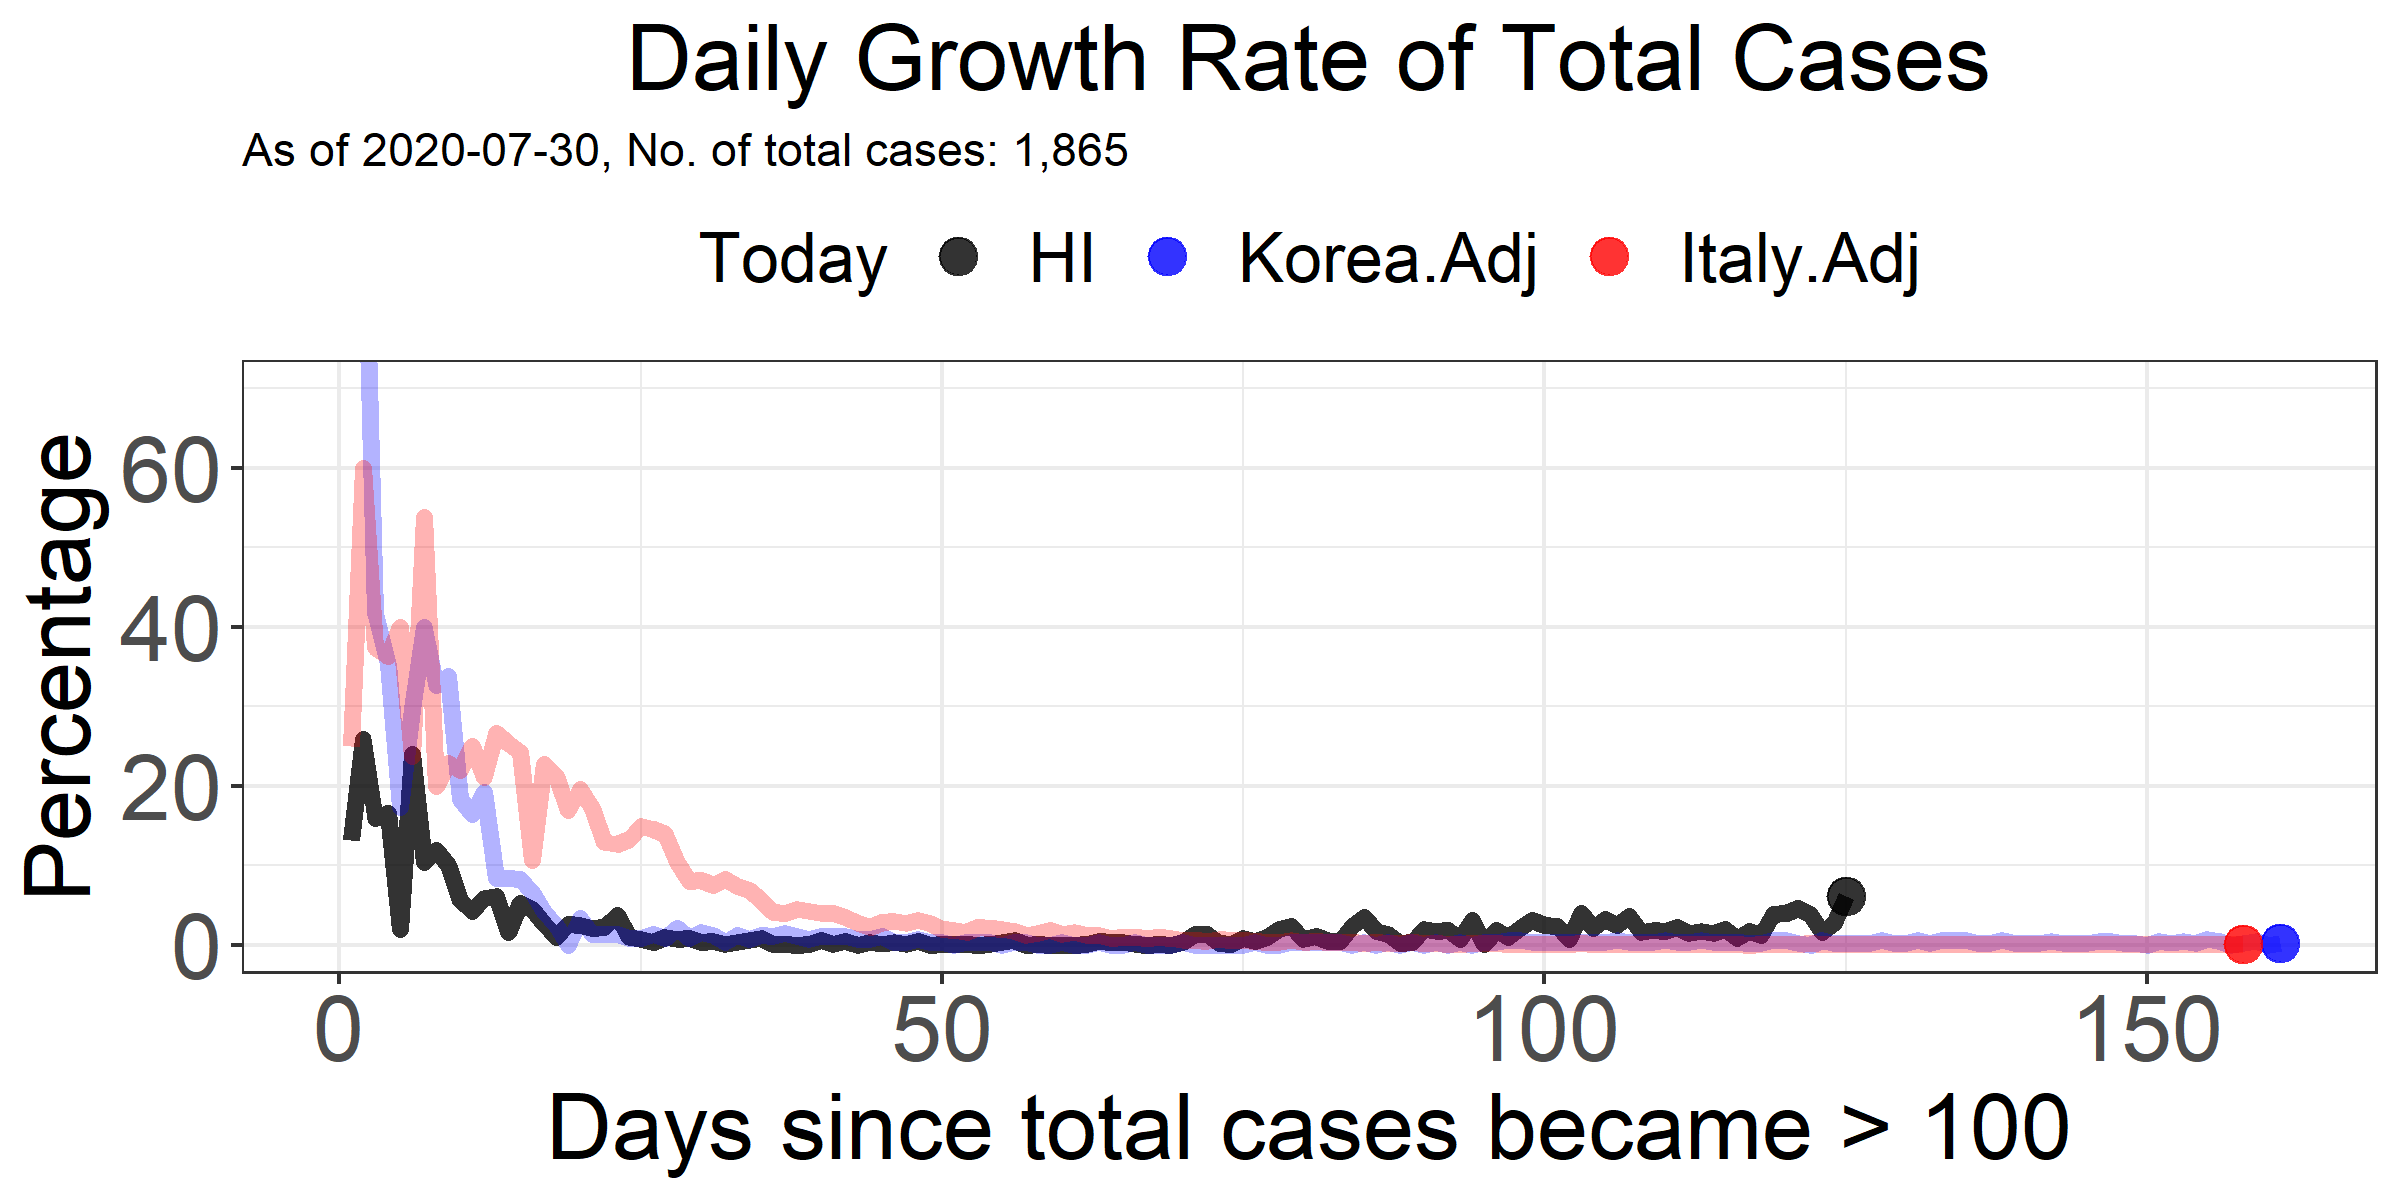 Daily Growth Rate of Total Cases
As of 2020-07-30, No. of total cases: 1,865
Today HI Korea.Adj Italy.Adj
Percentage
60
40
20
0
0 50 100 150
Days since total cases became > 100